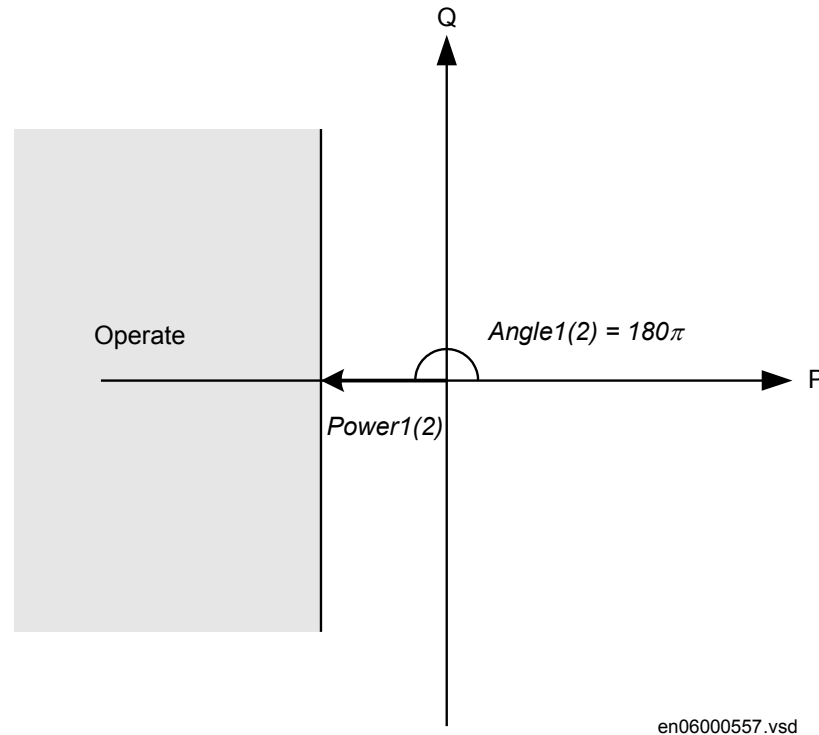 Q
Operate
Angle1(2) = 180π
P
Power1(2)
en06000557.vsd